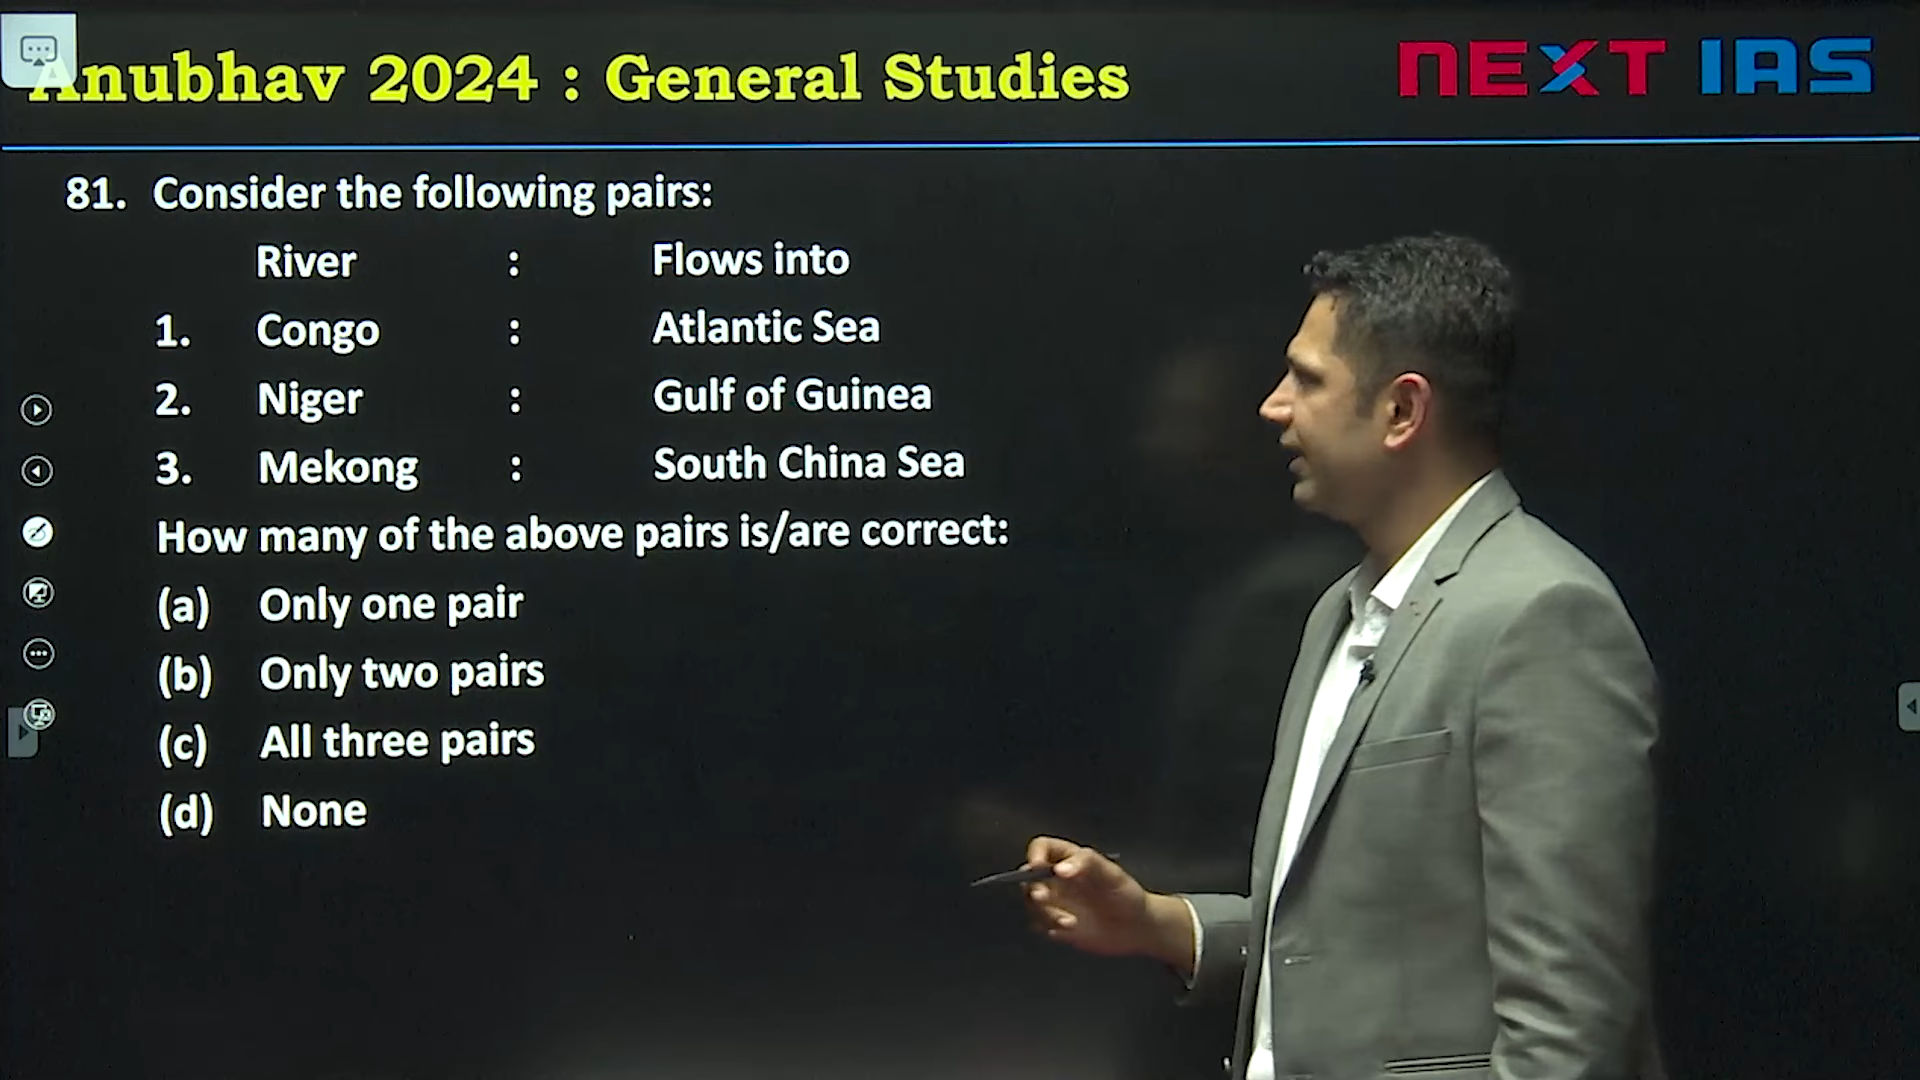 Anubhav 2024 : General Studies
NEXT IAS
81. Consider the following pairs:
River : Flows into
1. Congo : Atlantic Sea
2. Niger : Gulf of Guinea
3. Mekong : South China Sea
How many of the above pairs is/are correct:
(a) Only one pair
(b) Only two pairs
(c) All three pairs
(d) None